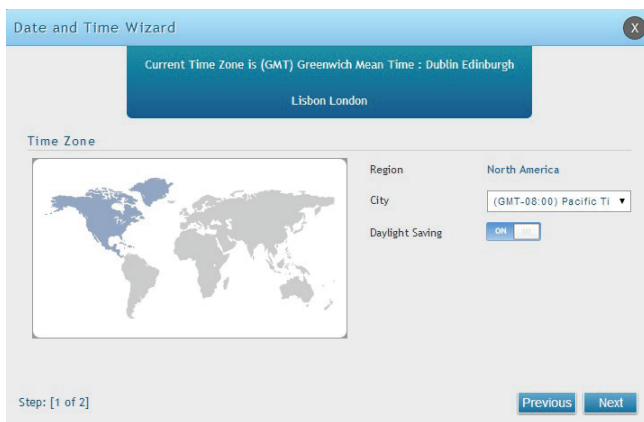 Date and Time Wizard
X
Current Time Zone is (GMT) Greenwich Mean Time : Dublin Edinburgh
Lisbon London
Time Zone
Region North America
City (GMT-08:00) Pacific Ti
Daylight Saving ON
Step: [1 of 2]
Previous Next